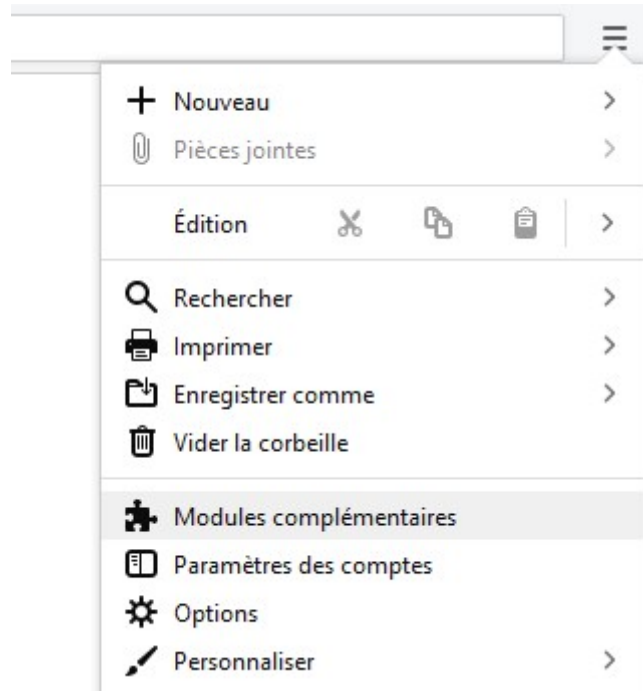 Nouveau
Pièces jointes
Édition
Rechercher
Imprimer
Enregistrer comme
Vider la corbeille
Modules complémentaires
Paramètres des comptes
Options
Personnaliser